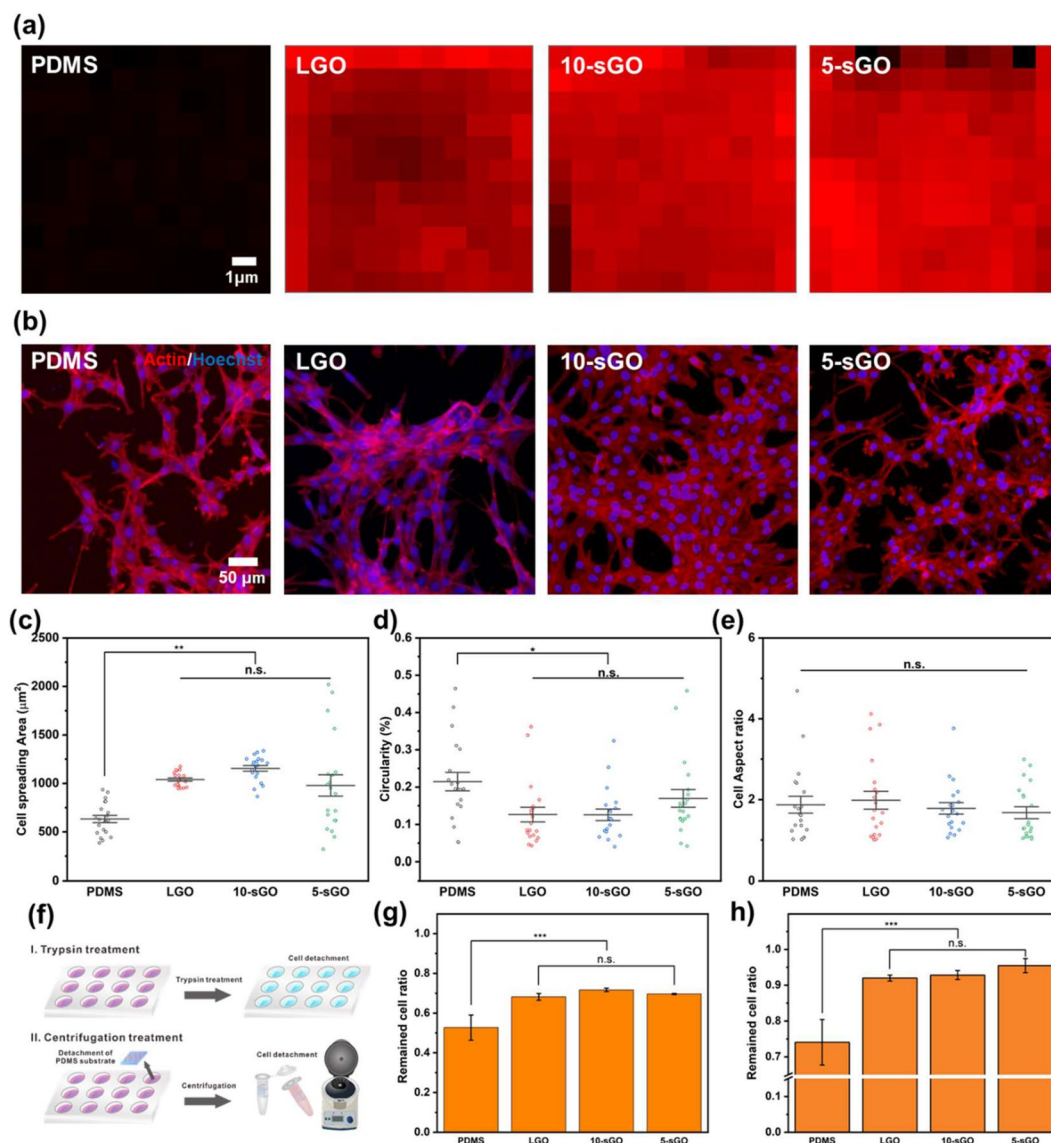 (a)
PDMS
LGO
10-sGO
5-sGO
1μm
(b)
PDMS
Actin/Hoechst
LGO
10-sGO
5-sGO
50 μm
(c)
Cell spreading Area (μm²)
2500
2000
1500
1000
500
0
**
n.s.
PDMS
LGO
10-sGO
5-sGO
(d)
Circularity (%)
0.6
0.5
0.4
0.3
0.2
0.1
0.0
*
n.s.
PDMS
LGO
10-sGO
5-sGO
(e)
Cell Aspect ratio
6
4
2
0
n.s.
PDMS
LGO
10-sGO
5-sGO
(f)
I. Trypsin treatment
Trypsin treatment
Cell detachment
II. Centrifugation treatment
Detachment of
PDMS substrate
Centrifugation
Cell detachment
(g)
Remained cell ratio
1.0
0.8
0.6
0.4
0.2
0.0
***
n.s.
PDMS
LGO
10-sGO
5-sGO
(h)
Remained cell ratio
1.0
0.9
0.8
0.7
0.1
0.0
***
n.s.
PDMS
LGO
10-sGO
5-sGO